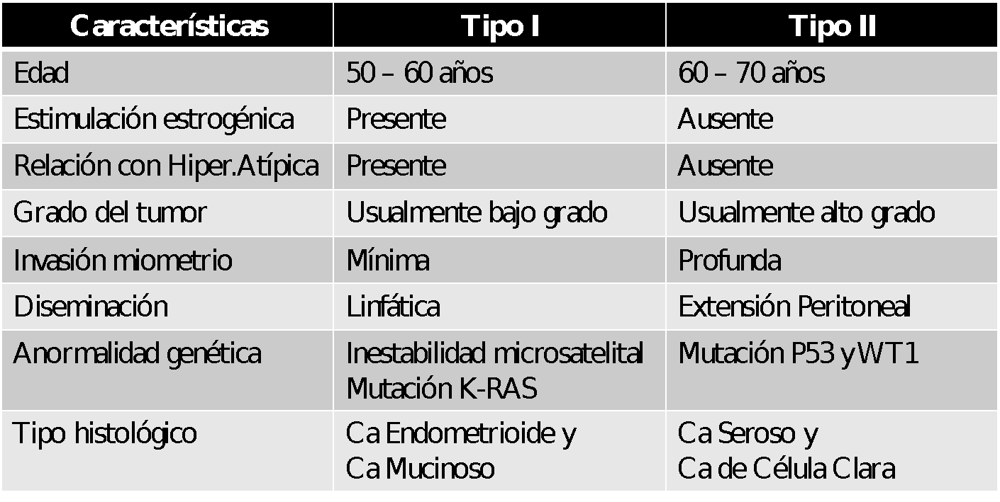 Características Tipo I Tipo II
Edad 50 – 60 años 60 – 70 años
Estimulación estrogénica Presente Ausente
Relación con Hiper.Atípica Presente Ausente
Grado del tumor Usualmente bajo grado Usualmente alto grado
Invasión miometrio Mínima Profunda
Diseminación Linfática Extensión Peritoneal
Anormalidad genética Inestabilidad microsatelital Mutación P53 y WT1
Mutación K-RAS
Tipo histológico Ca Endometrioide y Ca Seroso y
Ca Mucinoso Ca de Célula Clara